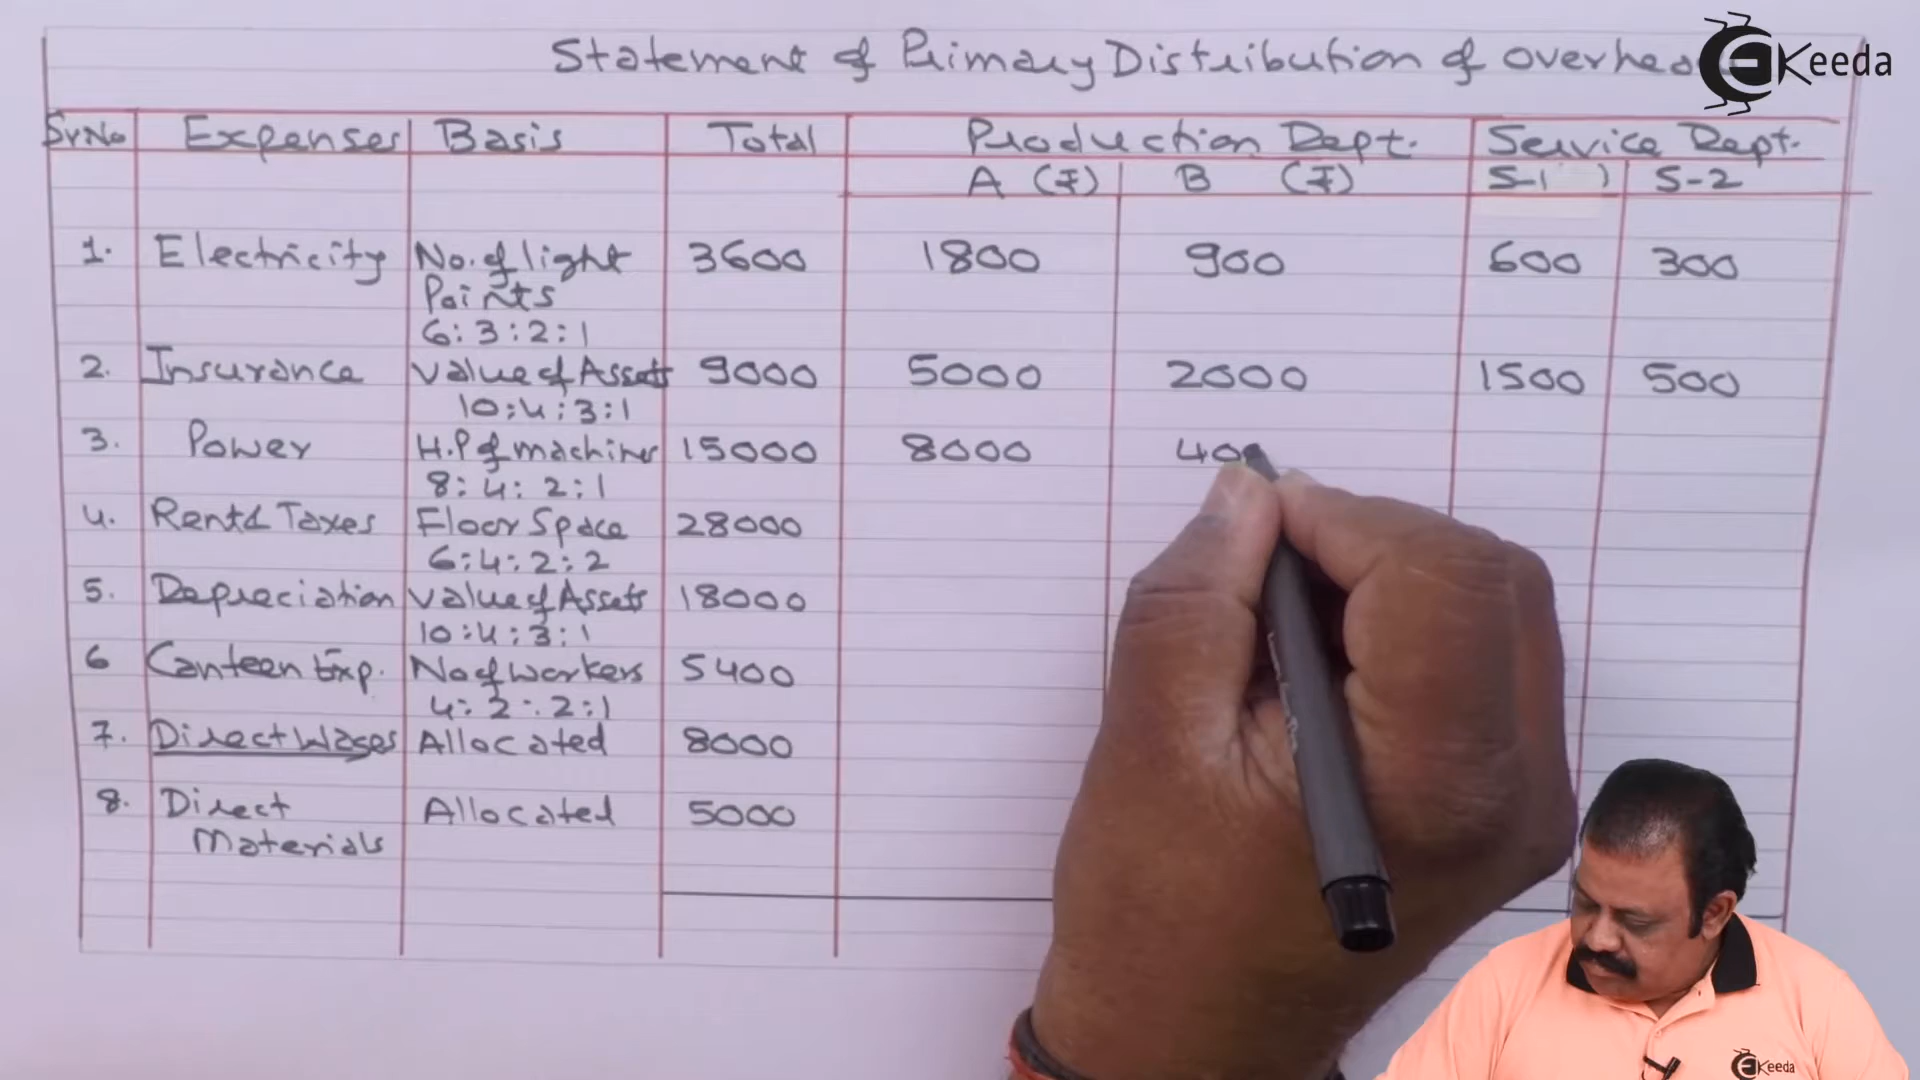 Statement of Primary Distribution of overhea
Keeda
Sr No Expenses Basis Total Production Dept. Service Dept.
A (₹) B (₹) S-1 ) S-2
1. Electricity No. of light 3600 1800 900 600 300
Points
6:3:2:1
2. Insurance Value of Assets 9000 5000 2000 1500 500
10:4:3:1
3. Power H.P of machines 15000 8000 400
8:4:2:1
4. Rent & Taxes Floor Space 28000
6:4:2:2
5. Depreciation Value of Assets 18000
10:4:3:1
6 Canteen Exp. No of workers 5400
4:2:2:1
7. Direct Wages Allocated 8000
8. Direct Allocated 5000
Materials
Keeda